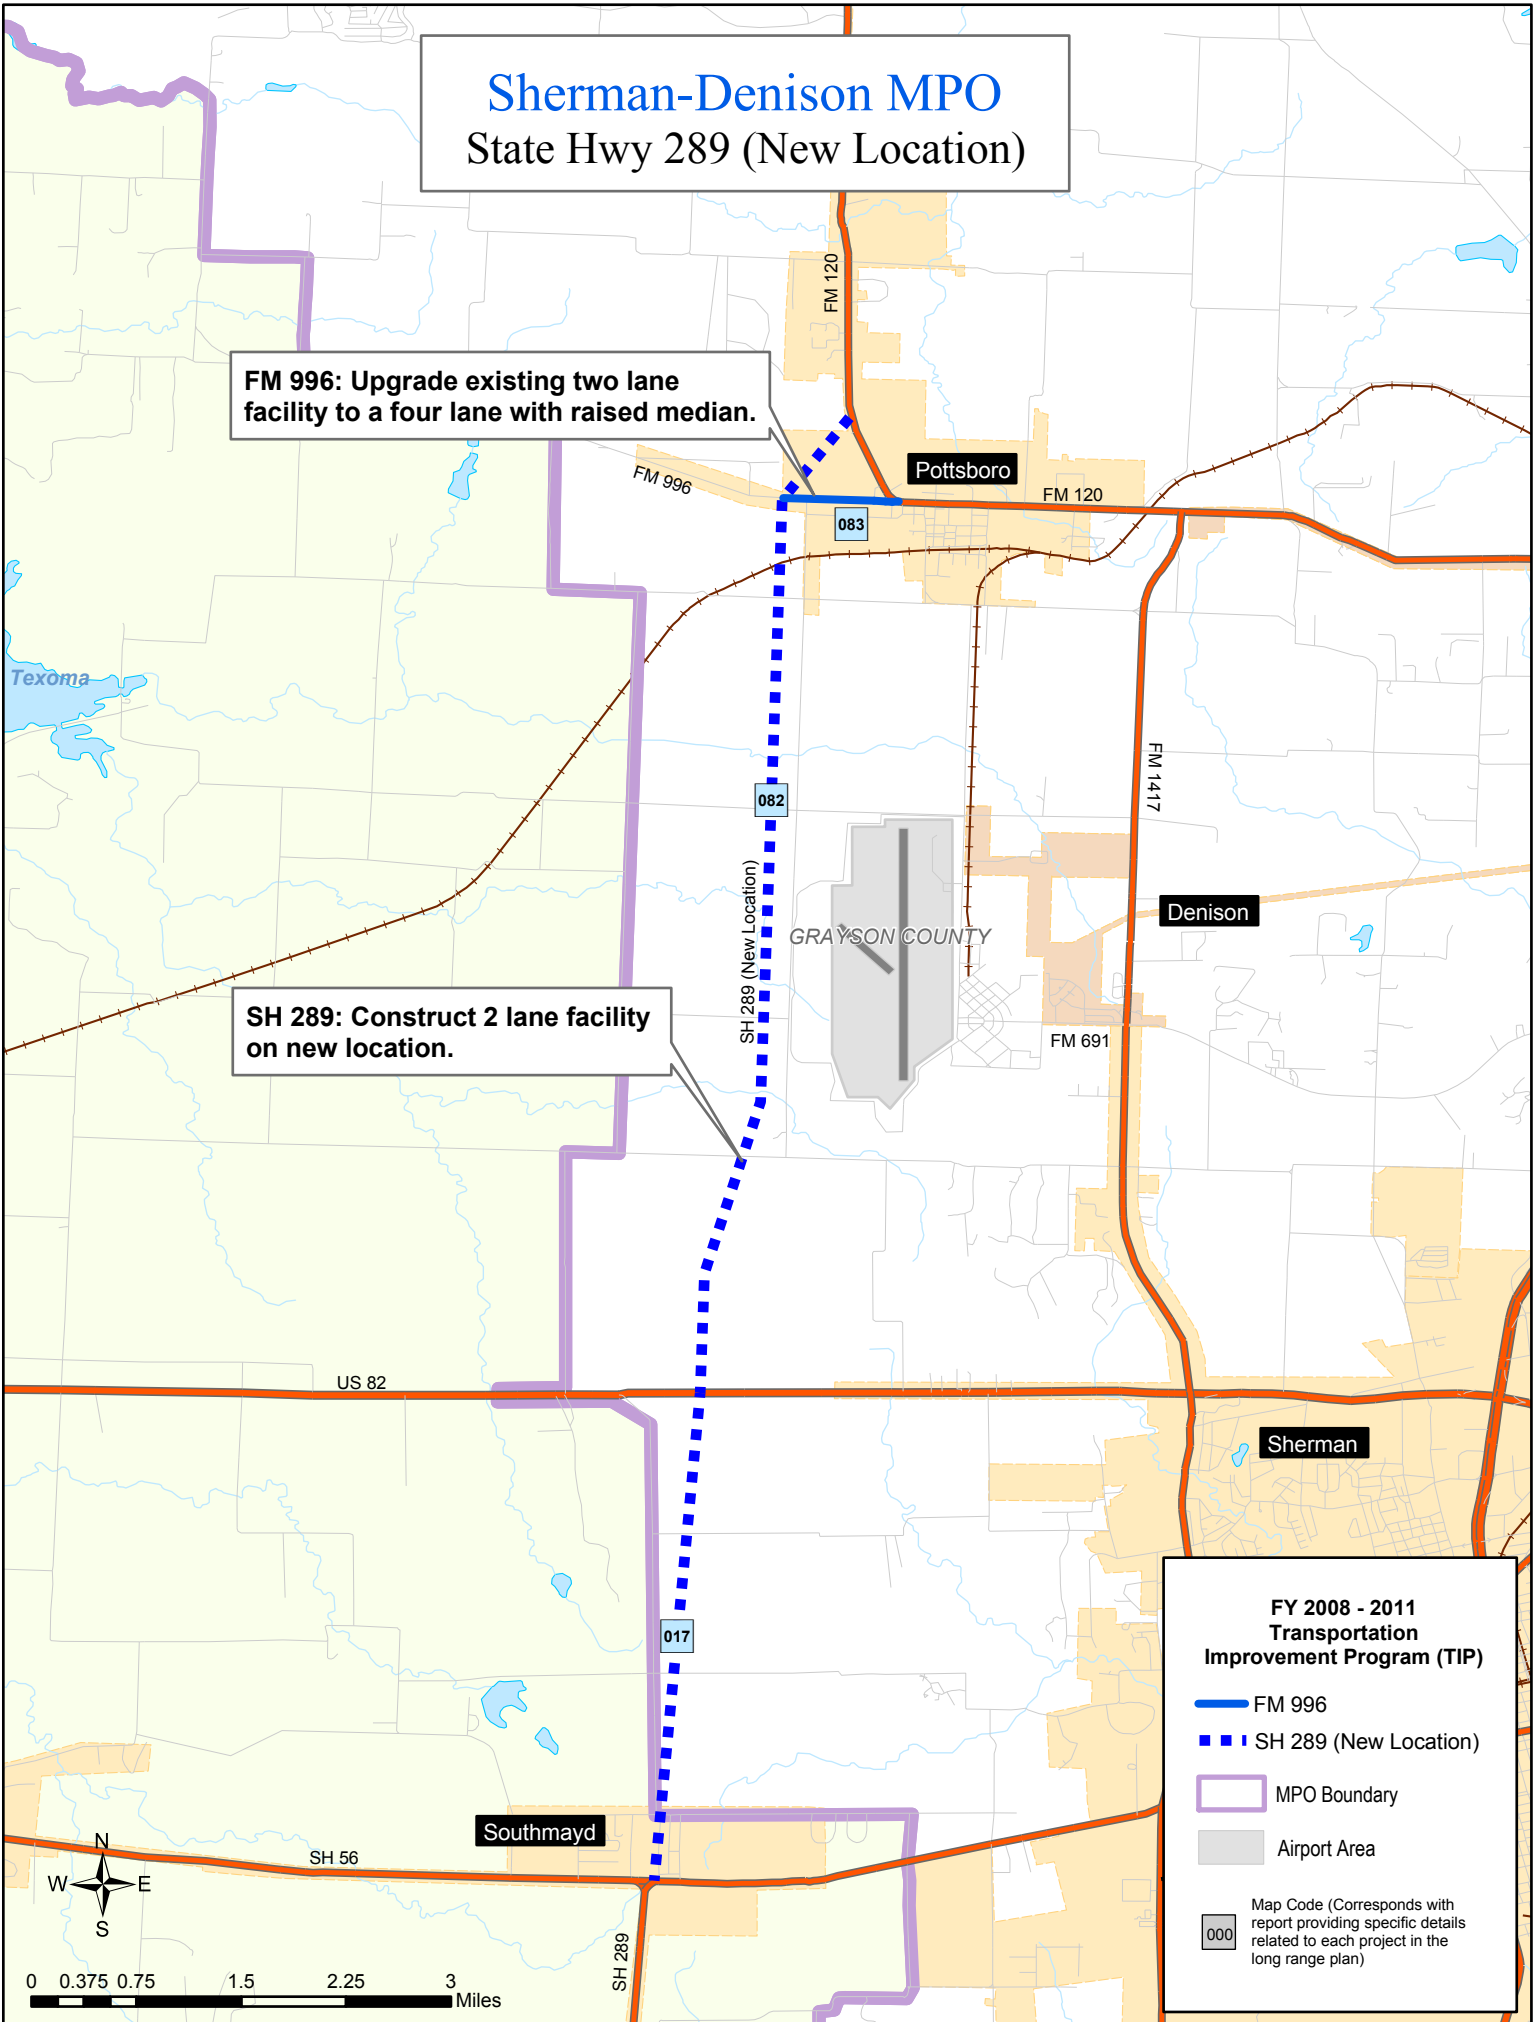 Sherman-Denison MPO
State Hwy 289 (New Location)
FM 120
FM 996: Upgrade existing two lane
facility to a four lane with raised median.
Pottsboro
FM 996
FM 120
083
Texoma
FM 1417
082
SH 289 (New Location)
Denison
GRAYSON COUNTY
SH 289: Construct 2 lane facility
on new location.
FM 691
US 82
Sherman
017
FY 2008 - 2011
Transportation
Improvement Program (TIP)
FM 996
SH 289 (New Location)
MPO Boundary
Airport Area
000
Map Code (Corresponds with
report providing specific details
related to each project in the
long range plan)
Southmayd
SH 56
N
W E
S
SH 289
0 0.375 0.75 1.5 2.25 3
Miles